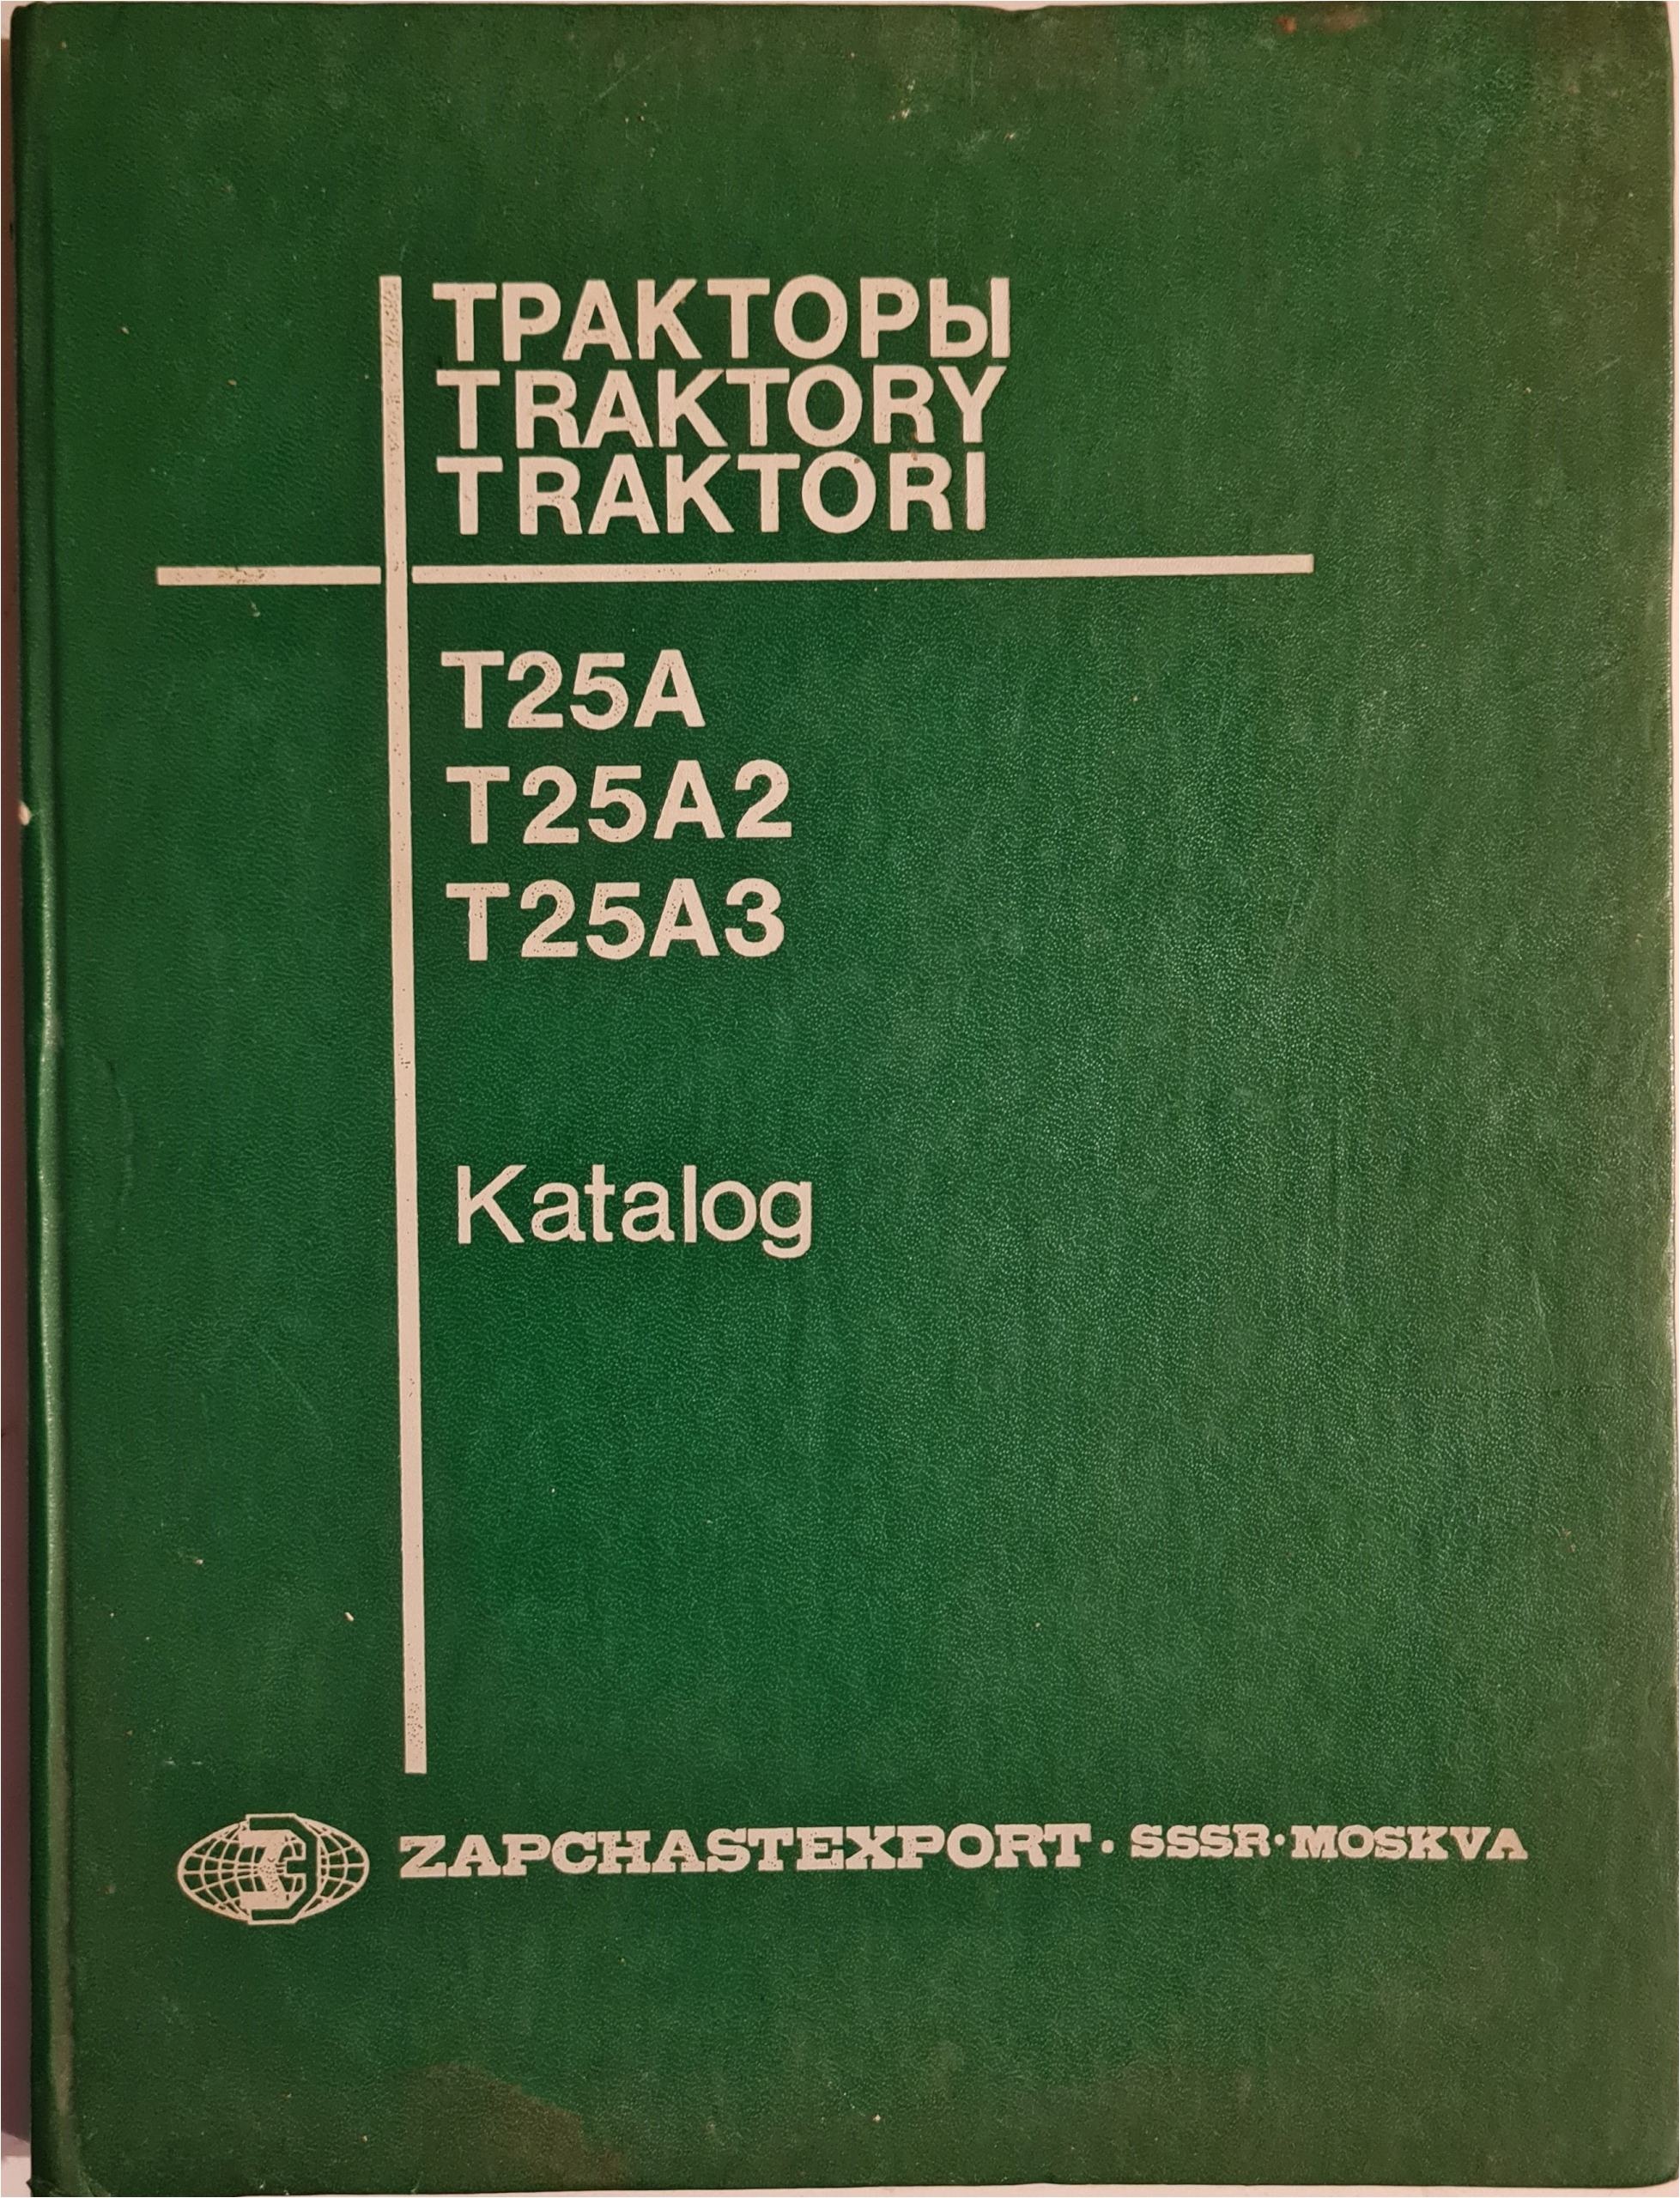 ТРАКТОРЫ
TRAKTORY
TRAKTORI
T25A
T25A2
T25A3
Katalog
ZAPCHASTEXPORT · SSSR · MOSKVA